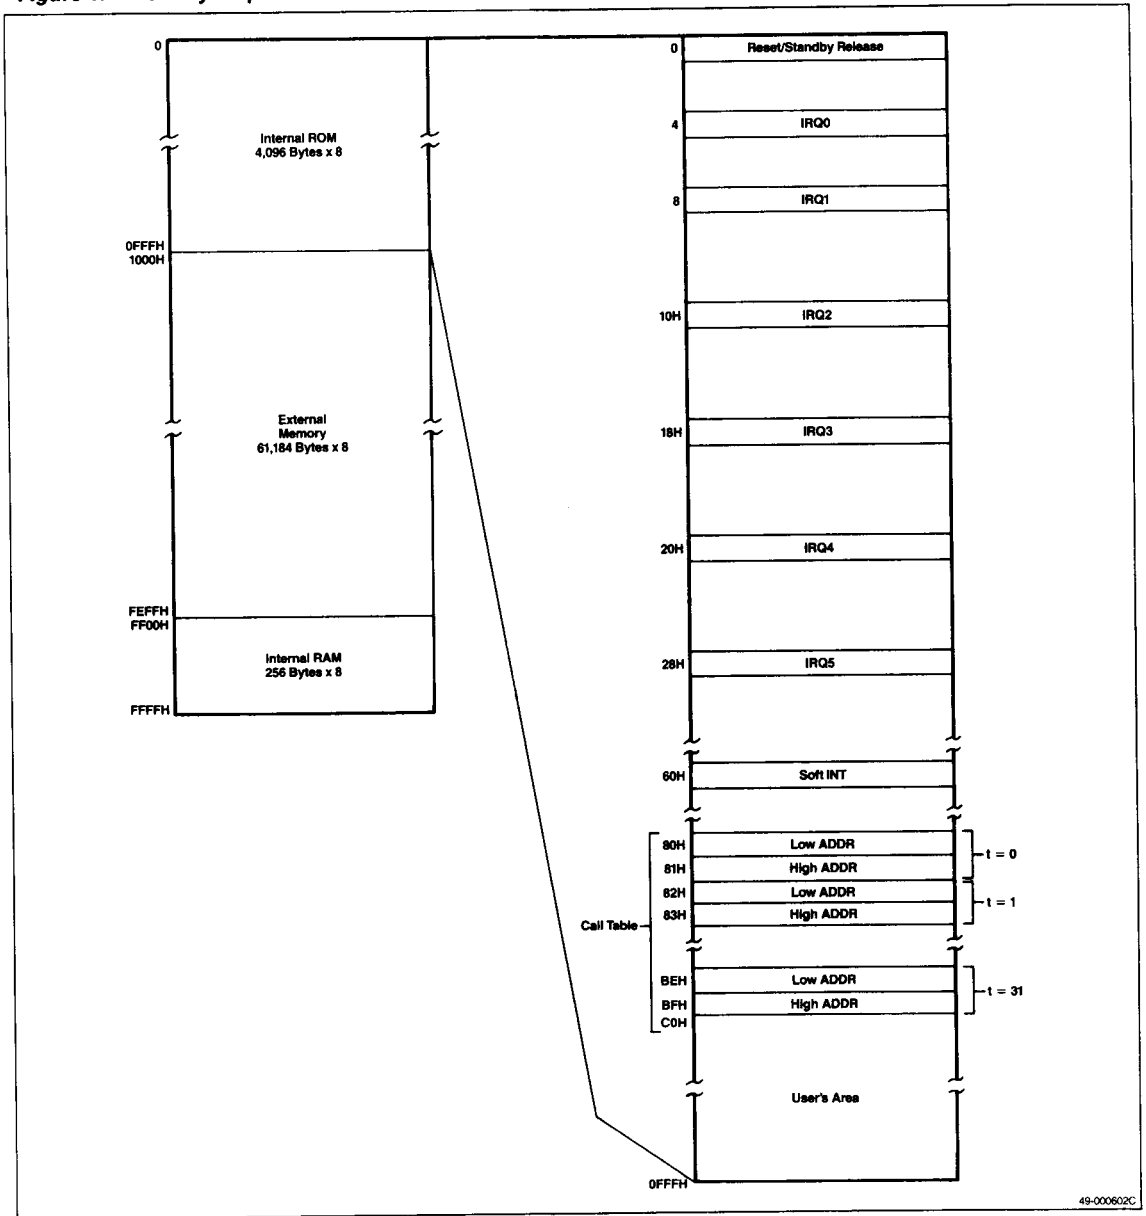 0
Internal ROM
4,096 Bytes x 8
0FFFH
1000H
External
Memory
61,184 Bytes x 8
FEFFH
FF00H
Internal RAM
256 Bytes x 8
FFFFH
0
Reset/Standby Release
4
IRQ0
8
IRQ1
10H
IRQ2
18H
IRQ3
20H
IRQ4
28H
IRQ5
60H
Soft INT
Call Table
80H
Low ADDR
81H
High ADDR
t = 0
82H
Low ADDR
83H
High ADDR
t = 1
BEH
Low ADDR
BFH
High ADDR
t = 31
C0H
User's Area
0FFFH
49-000602C